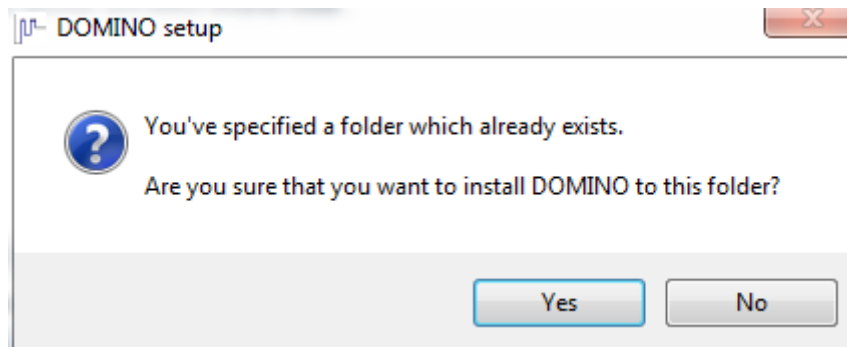 DOMINO setup
You've specified a folder which already exists.
Are you sure that you want to install DOMINO to this folder?
Yes No